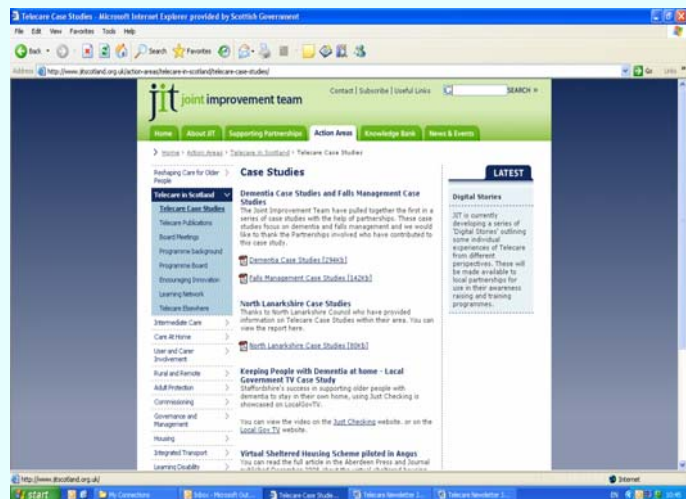 Telecare Case Studies - Microsoft Internet Explorer provided by Scottish Government
File Edit View Favorites Tools Help
Back Search Favorites
Address http://www.jitscotland.org.uk/action-areas/telecare-in-scotland/telecare-case-studies/ Go Links
jit joint improvement team
Contact | Subscribe | Useful Links SEARCH »
Home About JIT Supporting Partnerships Action Areas Knowledge Bank News & Events
Home > Action Areas > Telecare in Scotland > Telecare Case Studies
Reshaping Care for Older People
Telecare in Scotland
Telecare Case Studies
Telecare Publications
Board Meetings
Programme Background
Programme Board
Encouraging Innovation
Learning Network
Telecare Elsewhere
Intermediate Care
Care At Home
User and Carer Involvement
Rural and Remote
Adult Protection
Commissioning
Governance and Management
Housing
Integrated Transport
Learning Disability
Case Studies
Dementia Case Studies and Falls Management Case
Studies
The Joint Improvement Team have pulled together the first in a
series of case studies with the help of partnerships. These case
studies focus on dementia and falls management and we would
like to thank the Partnerships involved who have contributed to
this case study.
Dementia Case Studies [294Kb]
Falls Management Case Studies [142Kb]
North Lanarkshire Case Studies
Thanks to North Lanarkshire Council who have provided
information on Telecare Case Studies within their area. You can
view the report here.
North Lanarkshire Case Studies [80Kb]
Keeping People with Dementia at home - Local
Government TV Case Study
Staffordshire's success in supporting older people with
dementia to stay in their own home, using Just Checking is
showcased on LocalGovTV.
You can view the video on the Just Checking website. or on the
Local Gov TV website.
Virtual Sheltered Housing Scheme piloted in Angus
You can read the full article in the Aberdeen Press and Journal
LATEST
Digital Stories
JIT is currently
developing a series of
'Digital Stories' outlining
some individual
experiences of Telecare
from different
perspectives. These will
be made available to
local partnerships for
use in their awareness
raising and training
programmes.
http://www.jitscotland.org.uk/ Internet
start My Connections Inbox - Microsoft Out... Telecare Case Studie... Telecare Newsletter 2... Telecare Newsletter 2... EN